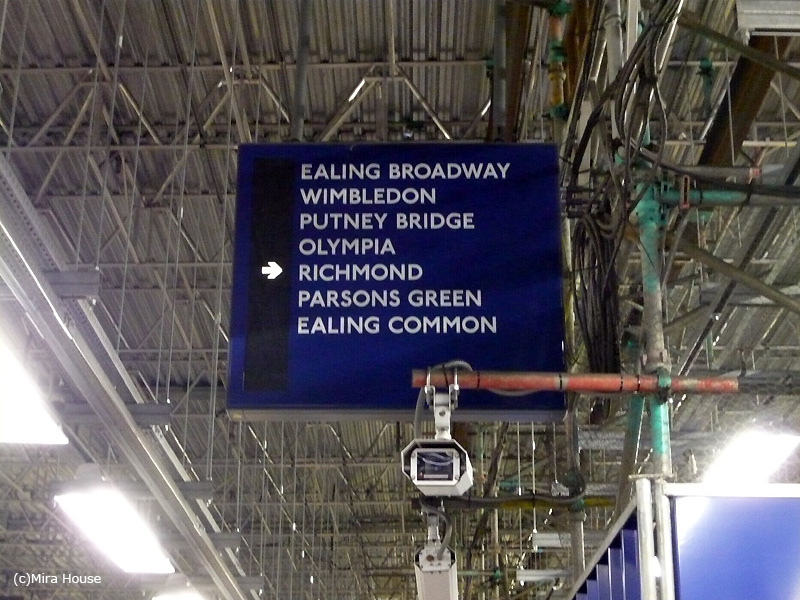 EALING BROADWAY
WIMBLEDON
PUTNEY BRIDGE
OLYMPIA
RICHMOND
PARSONS GREEN
EALING COMMON
(c)Mira House